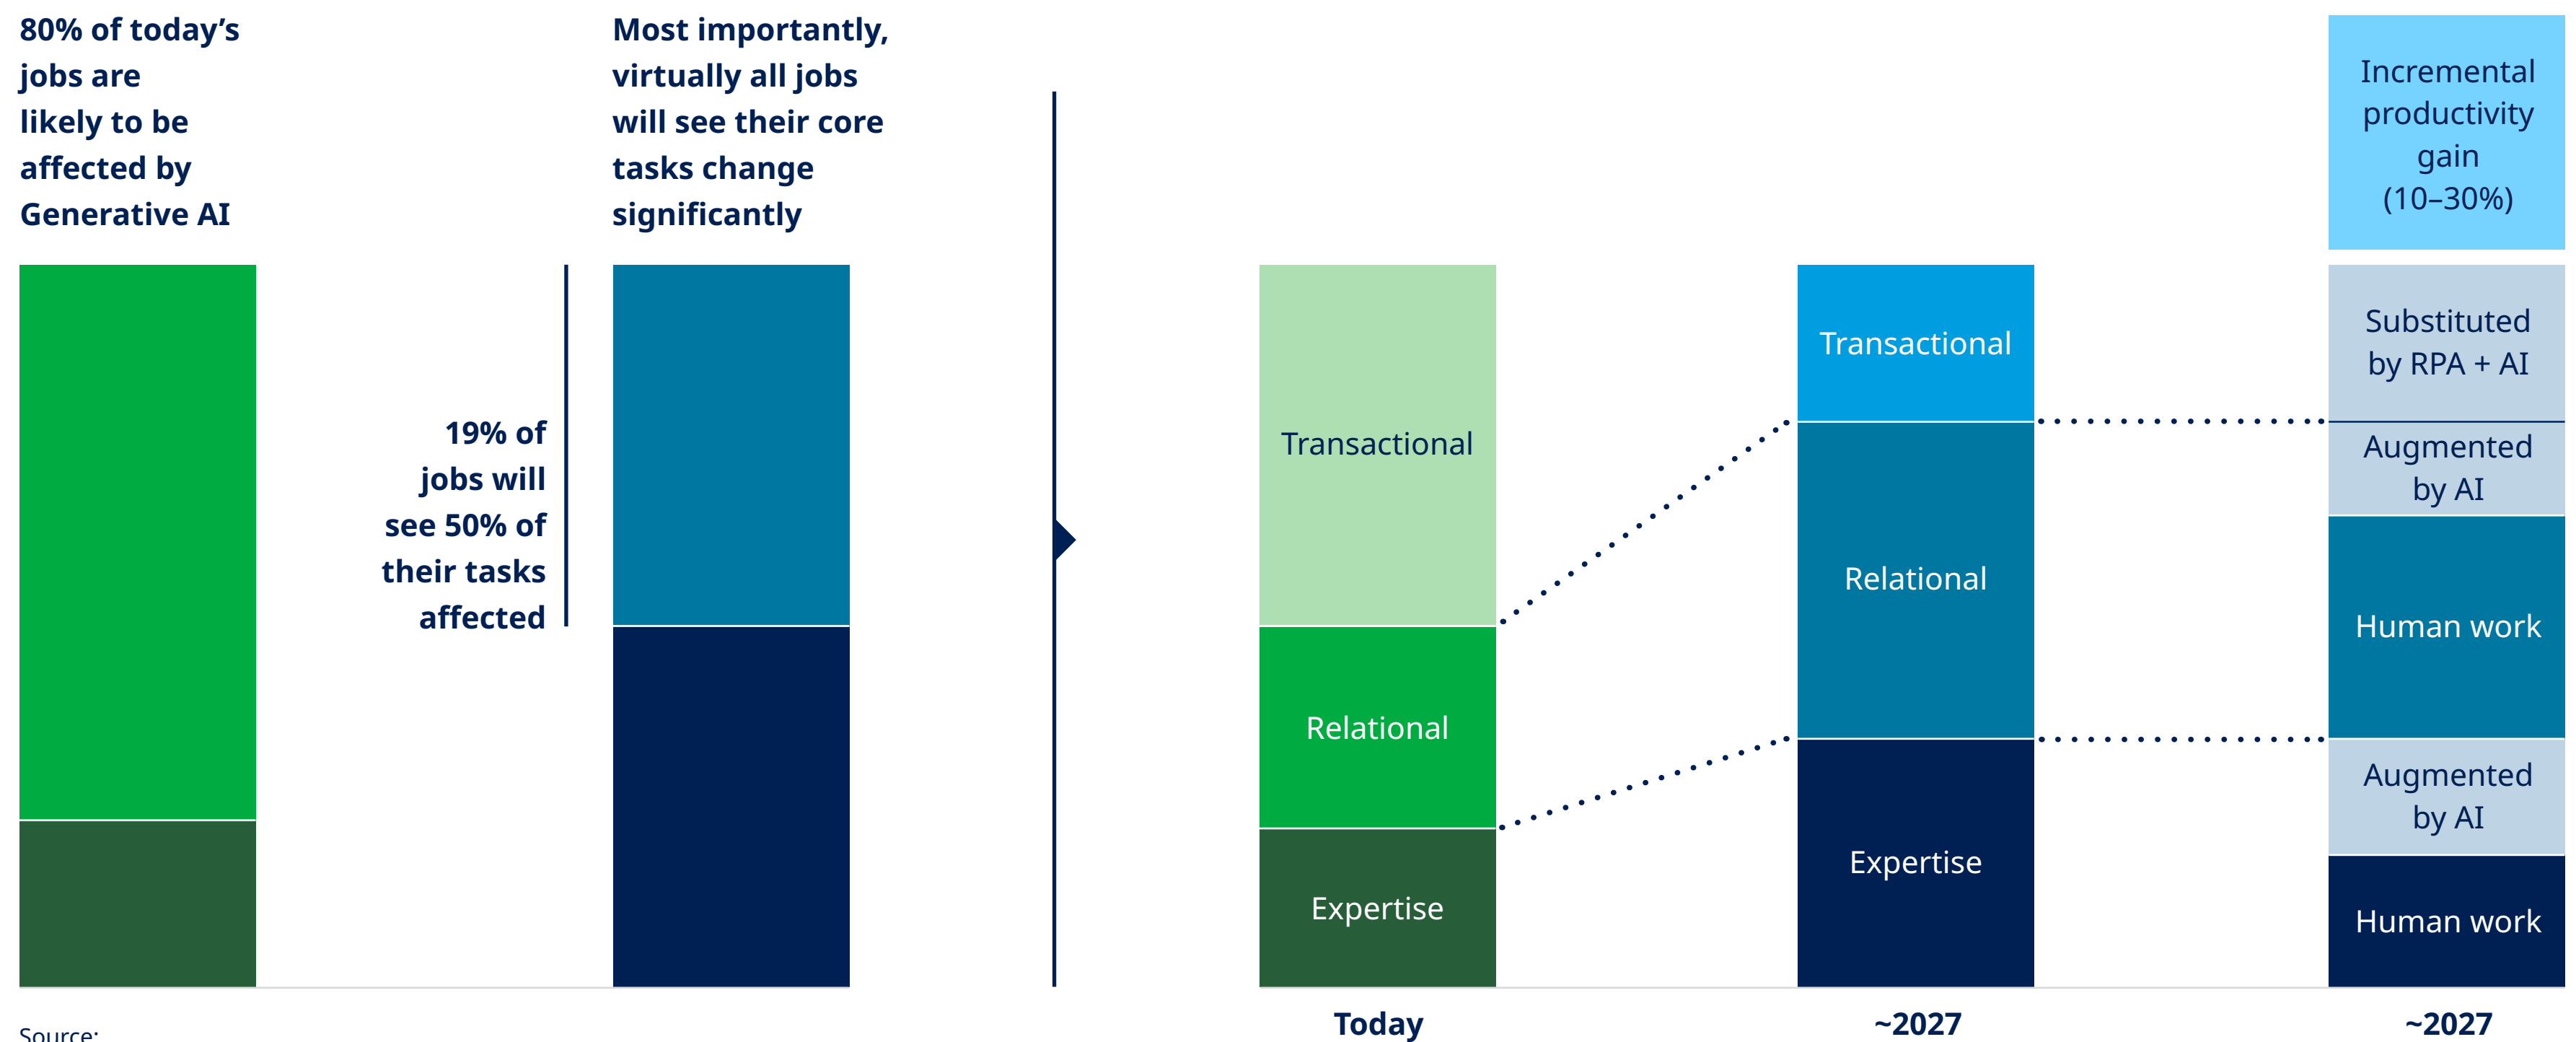 80% of today’s
jobs are
likely to be
affected by
Generative AI
19% of
jobs will
see 50% of
their tasks
affected
Most importantly,
virtually all jobs
will see their core
tasks change
significantly
Transactional
Relational
Expertise
Today
Transactional
Relational
Expertise
~2027
Incremental
productivity
gain
(10–30%)
Substituted
by RPA + AI
Augmented
by AI
Human work
Augmented
by AI
Human work
~2027
Source: